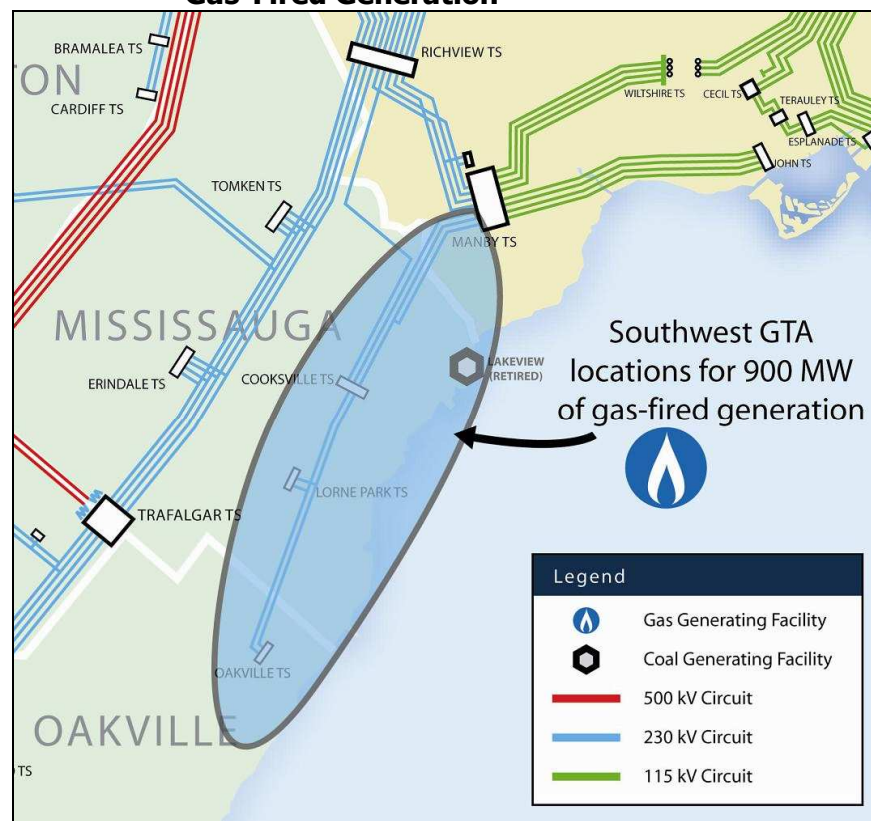 Gas-Fired Generation
BRAMALEA TS
RICHVIEW TS
TON
CARDIFF TS
WILTSHIRE TS
CECIL TS
TERAULEY TS
ESPLANADE TS
JOHN TS
TOMKEN TS
MANBY TS
MISSISSAUGA
Southwest GTA
locations for 900 MW
of gas-fired generation
LAKEVIEW
(RETIRED)
ERINDALE TS
COOKSVILLE TS
LORNE PARK TS
TRAFALGAR TS
OAKVILLE TS
OAKVILLE
TS
Legend
Gas Generating Facility
Coal Generating Facility
500 kV Circuit
230 kV Circuit
115 kV Circuit